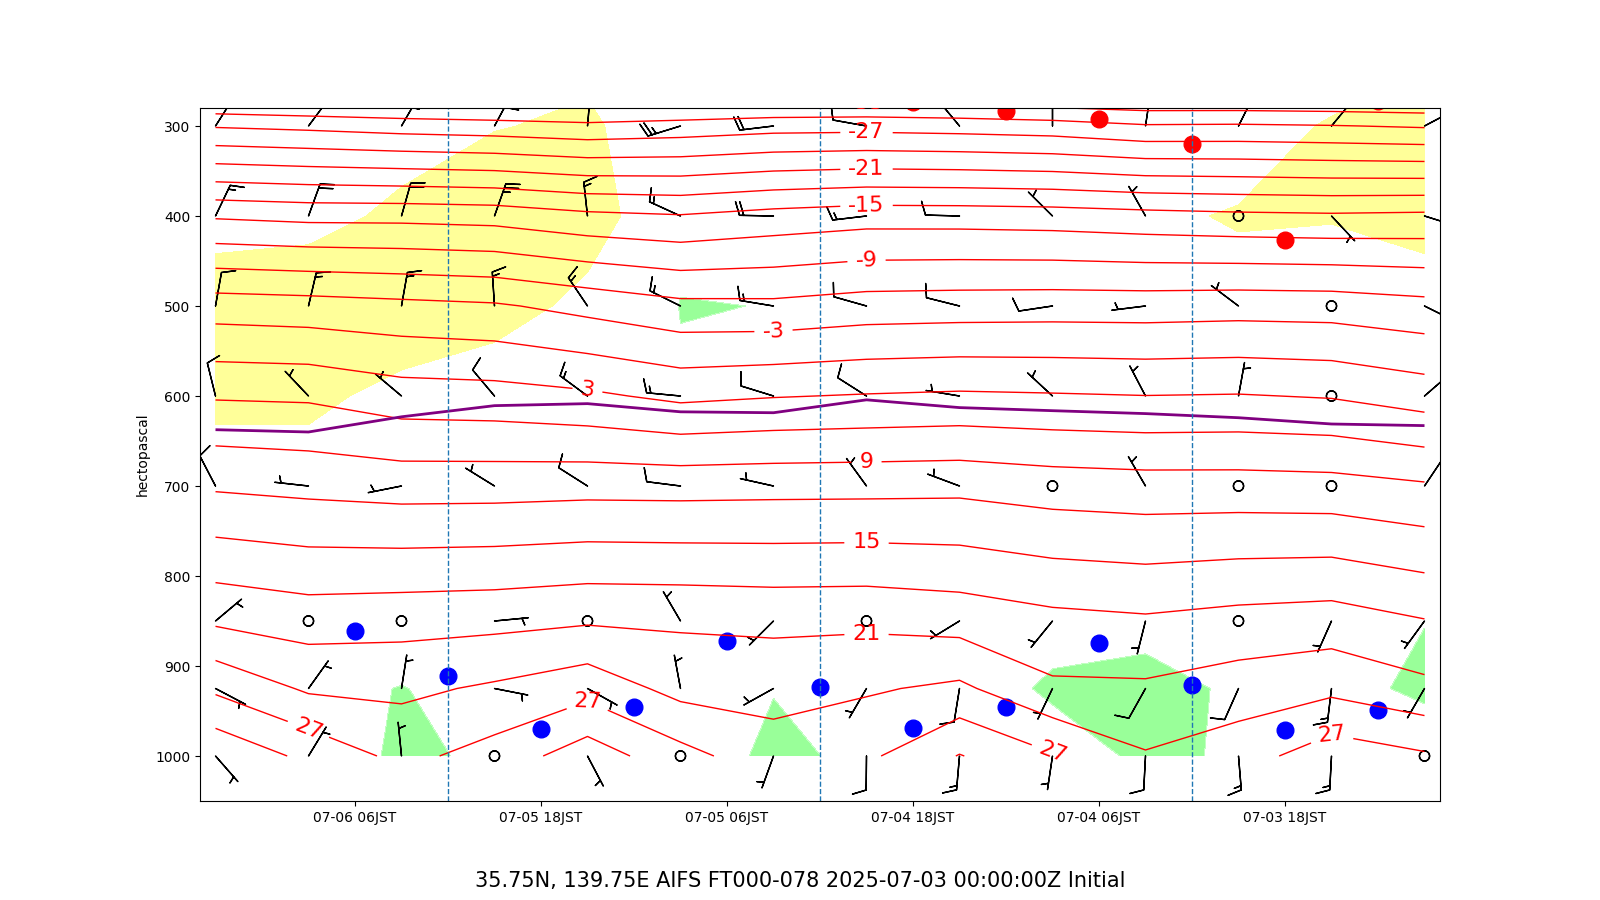 300
400
500
600
700
800
900
1000
hectopascal
-27
-21
-15
-9
-3
3
9
15
21
27
27
27
27
07-06 06JST
07-05 18JST
07-05 06JST
07-04 18JST
07-04 06JST
07-03 18JST
35.75N, 139.75E AIFS FT000-078 2025-07-03 00:00:00Z Initial